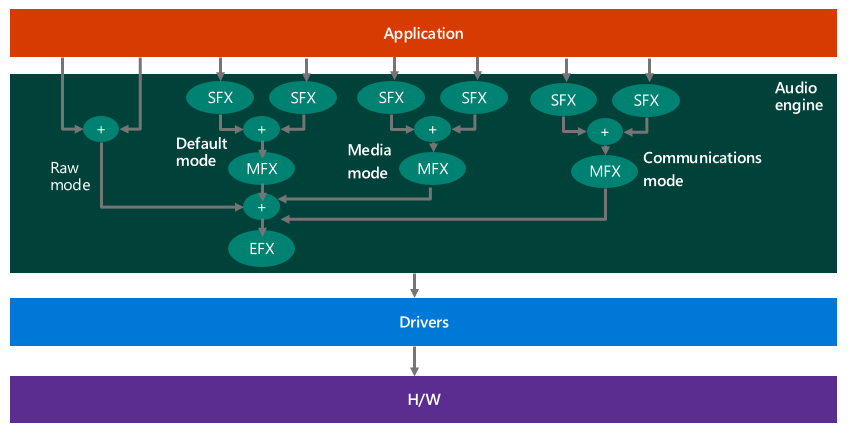 Application
Audio
engine
SFX
SFX
SFX
SFX
SFX
SFX
+
Default
mode
+
Media
mode
+
+
Raw
mode
MFX
MFX
MFX
Communications
mode
+
EFX
Drivers
H/W